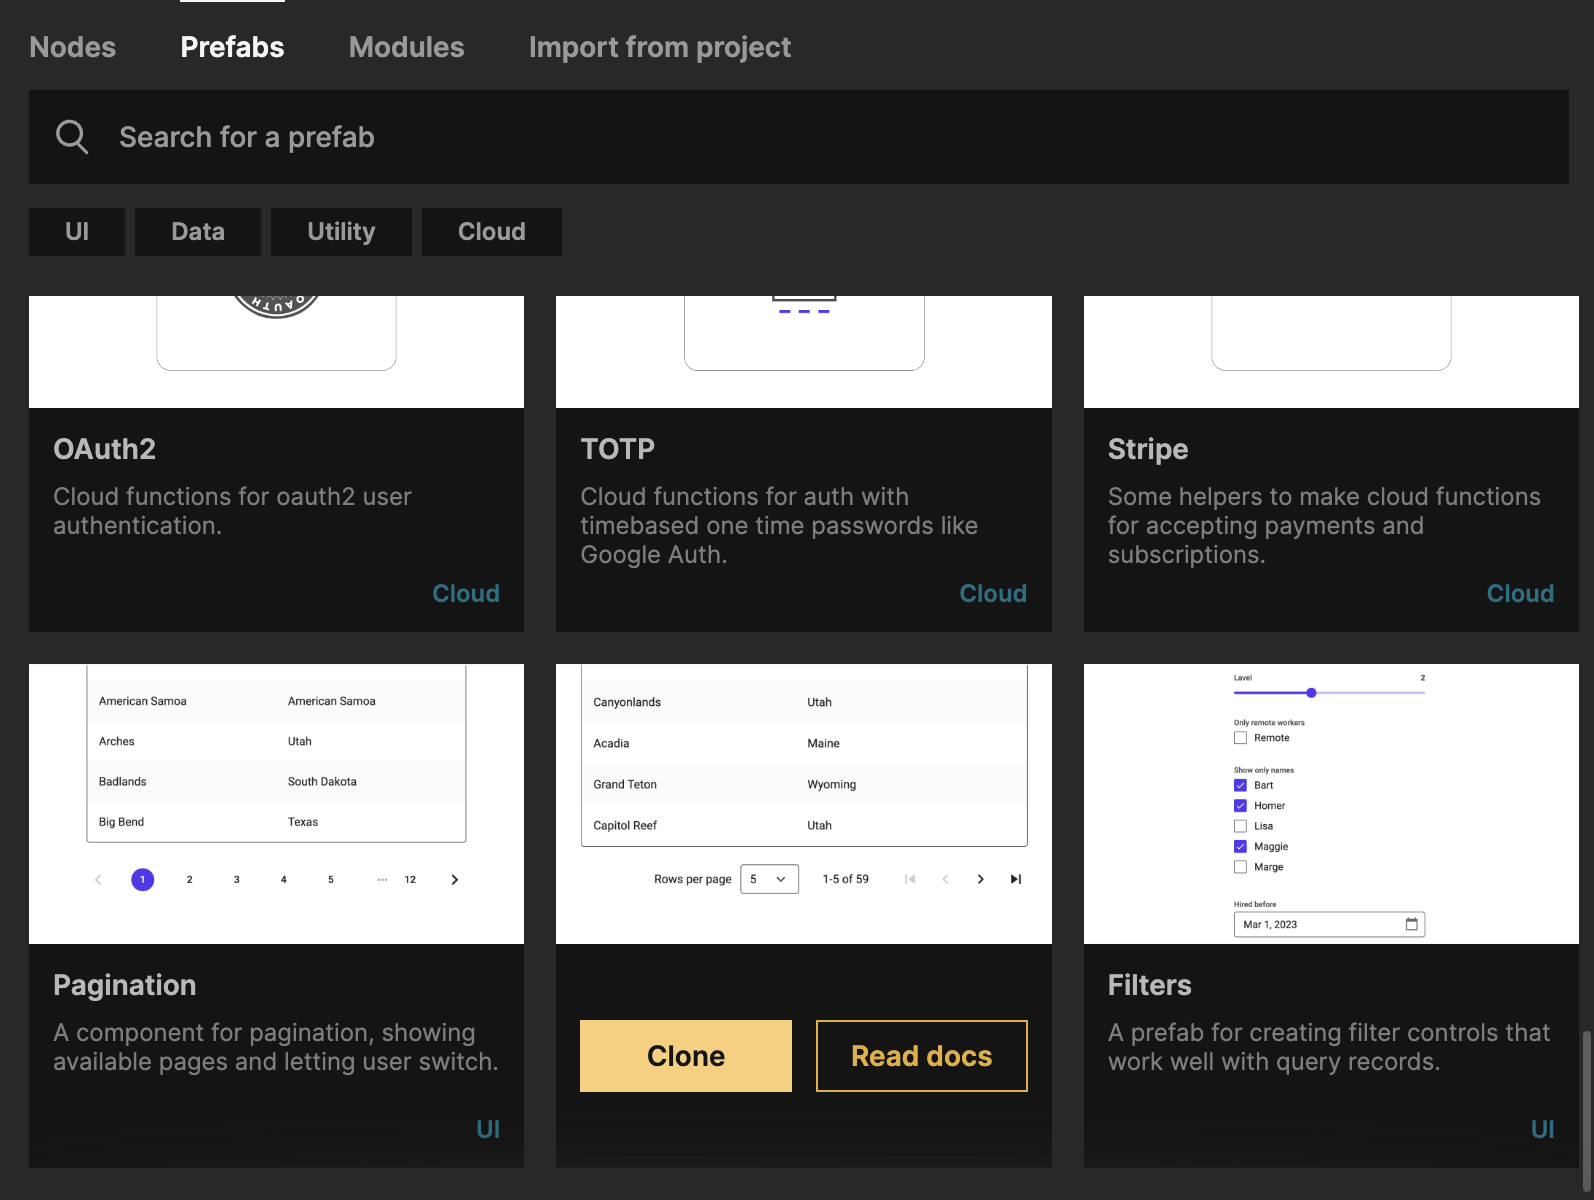 Nodes Prefabs Modules Import from project
Search for a prefab
UI Data Utility Cloud
OAUTH
OAuth2
Cloud functions for oauth2 user
authentication.
Cloud
TOTP
Cloud functions for auth with
timebased one time passwords like
Google Auth.
Cloud
Stripe
Some helpers to make cloud functions
for accepting payments and
subscriptions.
Cloud
American Samoa American Samoa
Arches Utah
Badlands South Dakota
Big Bend Texas
1 2 3 4 5 ... 12
Pagination
A component for pagination, showing
available pages and letting user switch.
UI
Canyonlands Utah
Acadia Maine
Grand Teton Wyoming
Capitol Reef Utah
Rows per page 5 1-5 of 59
Clone Read docs
Lavel 2
Only remote workers
Remote
Show only names
Bart
Homer
Lisa
Maggie
Marge
Hired before
Mar 1, 2023
Filters
A prefab for creating filter controls that
work well with query records.
UI